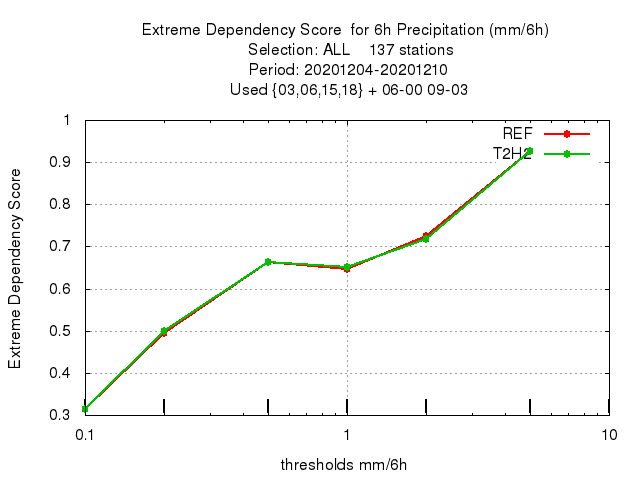 Extreme Dependency Score  for 6h Precipitation (mm/6h)
Selection: ALL    137 stations
Period: 20201204-20201210
Used {03,06,15,18} + 06-00 09-03
REF
T2H2
1
0.9
0.8
0.7
0.6
0.5
0.4
0.3
Extreme Dependency Score
0.1
1
10
thresholds mm/6h